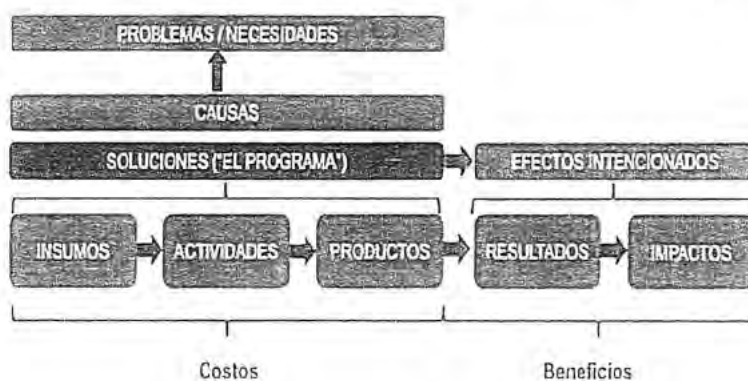 PROBLEMAS / NECESIDADES
CAUSAS
SOLUCIONES ("EL PROGRAMA")
EFECTOS INTENCIONADOS
INSUMOS
ACTIVIDADES
PRODUCTOS
RESULTADOS
IMPACTOS
Costos
Beneficios